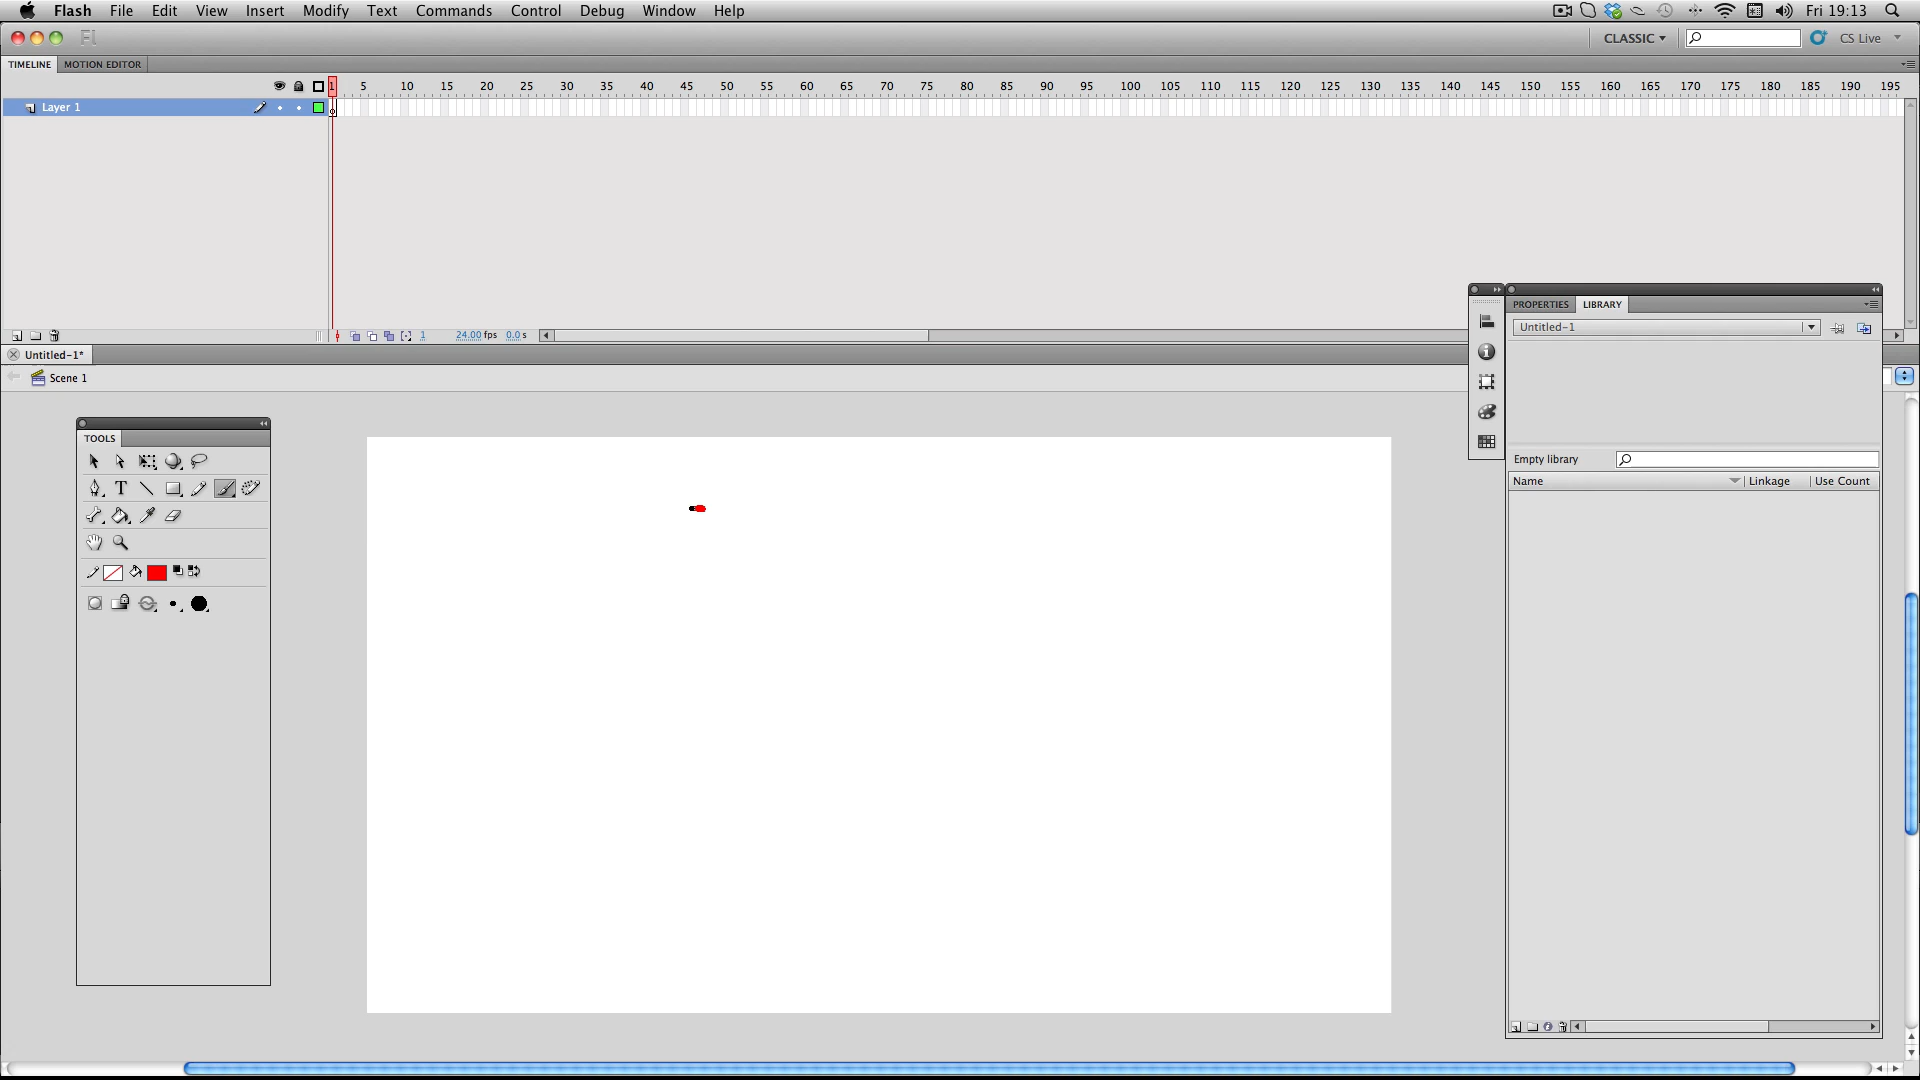 Flash File Edit View Insert Modify Text Commands Control Debug Window Help Fri 19:13
Fl CLASSIC CS Live
TIMELINE MOTION EDITOR
1 5 10 15 20 25 30 35 40 45 50 55 60 65 70 75 80 85 90 95 100 105 110 115 120 125 130 135 140 145 150 155 160 165 170 175 180 185 190 195
Layer 1
1 24.00 fps 0.0 s
PROPERTIES LIBRARY
Untitled-1
Untitled-1*
Scene 1
TOOLS
T
Empty library
Name Linkage Use Count